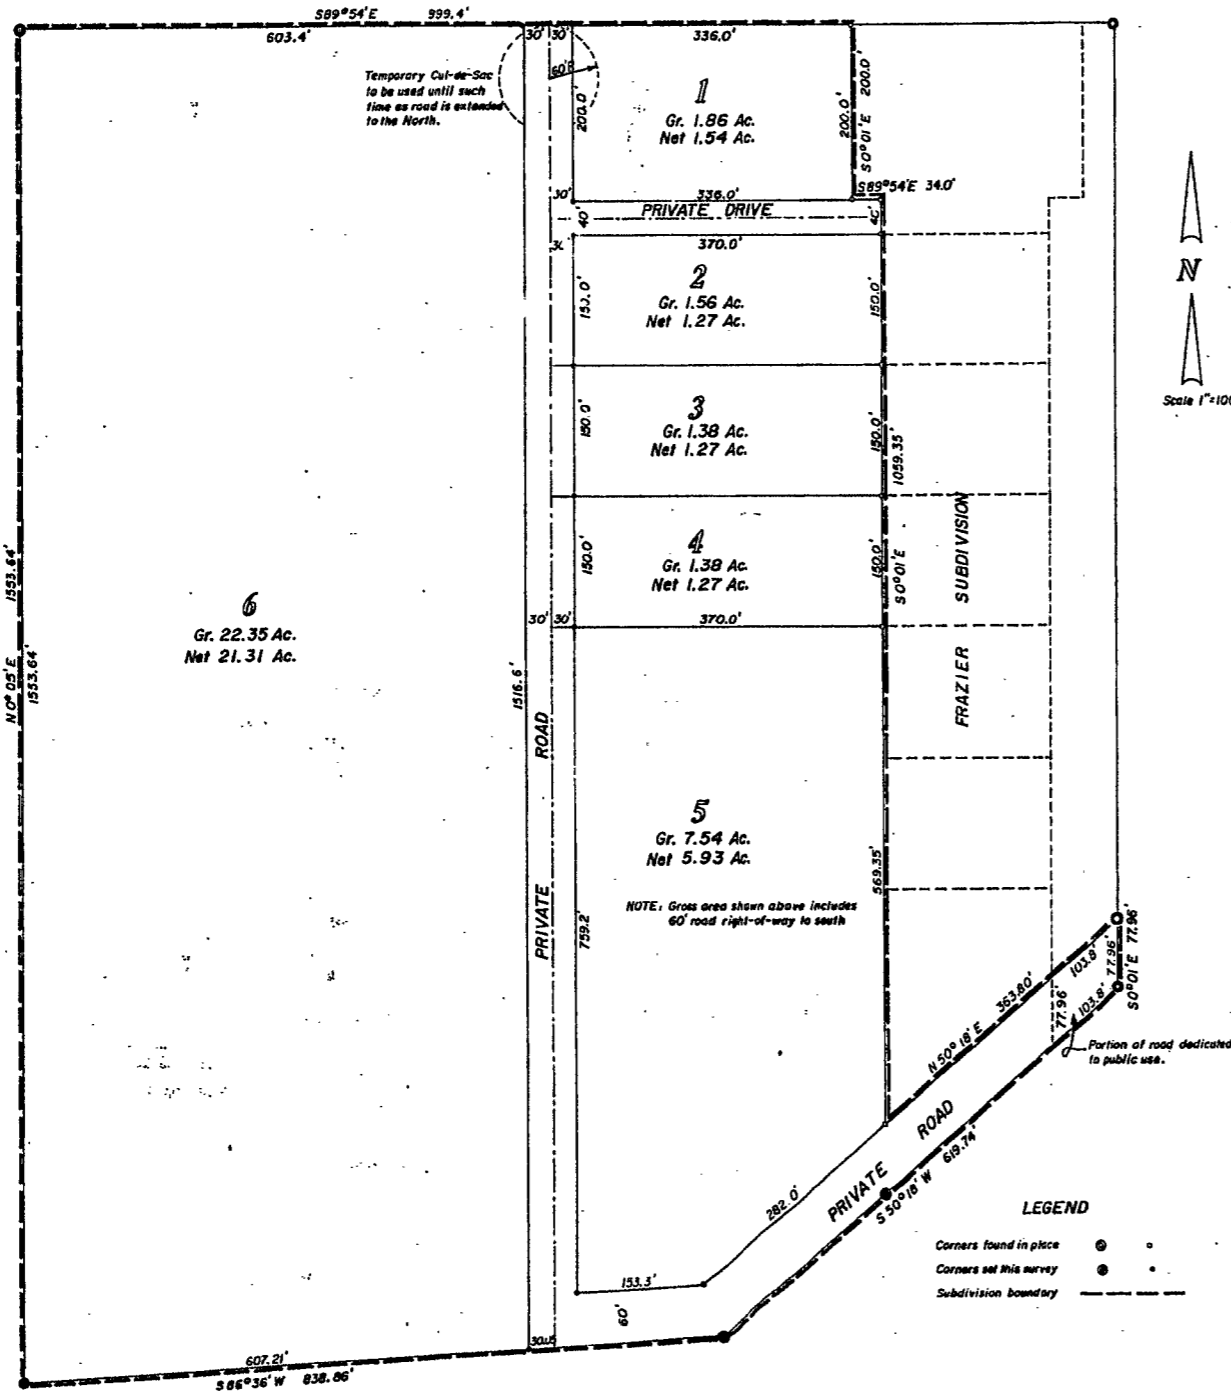 S89°54'E 999.4'
603.4'
30' 30'
336.0'
Temporary Cul-de-Sac
to be used until such
time as road is extended
to the North.
60'R
200.0'
1
Gr. 1.86 Ac.
Net 1.54 Ac.
200.0'
S0°01'E 200.0'
S89°54'E 34.0'
30'
336.0'
40'
PRIVATE DRIVE
370.0'
N
Scale 1"=100
150.0'
2
Gr. 1.56 Ac.
Net 1.27 Ac.
150.0'
150.0'
3
Gr. 1.38 Ac.
Net 1.27 Ac.
150.0'
1059.35'
150.0'
4
Gr. 1.38 Ac.
Net 1.27 Ac.
150.0'
S0°01'E
FRAZIER SUBDIVISION
30' 30'
370.0'
N0°05'E 1553.64'
1553.64'
6
Gr. 22.35 Ac.
Net 21.31 Ac.
1516.6'
PRIVATE ROAD
5
Gr. 7.54 Ac.
Net 5.93 Ac.
569.35'
NOTE: Gross area shown above includes
60' road right-of-way to south
759.2'
N 50° 18' E 363.80'
103.8'
77.96'
S0°01'E 77.96'
77.96'
103.8'
Portion of road dedicated
to public use.
282.0'
PRIVATE ROAD
S 50°18' W 619.74'
153.3'
60'
607.21'
S 86°36' W 838.86'
LEGEND
Corners found in place
Corners set this survey
Subdivision boundary